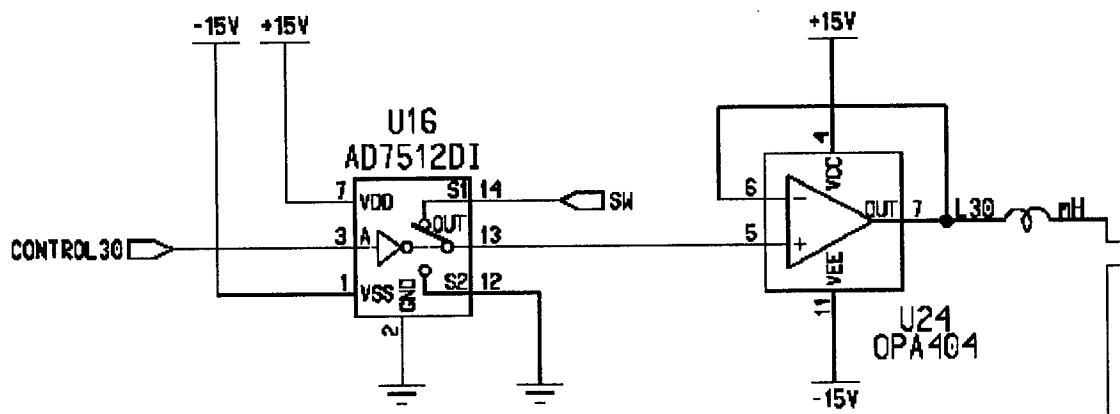 -15V +15V
+15V
U16
AD7512DI
4
VCC
7 VDD
S1 14
SW
6
-
OUT
OUT 7
L30 mH
CONTROL30
3 A
13
5
+
1 VSS
GND
S2 12
VEE
2
11
U24
OPA404
-15V